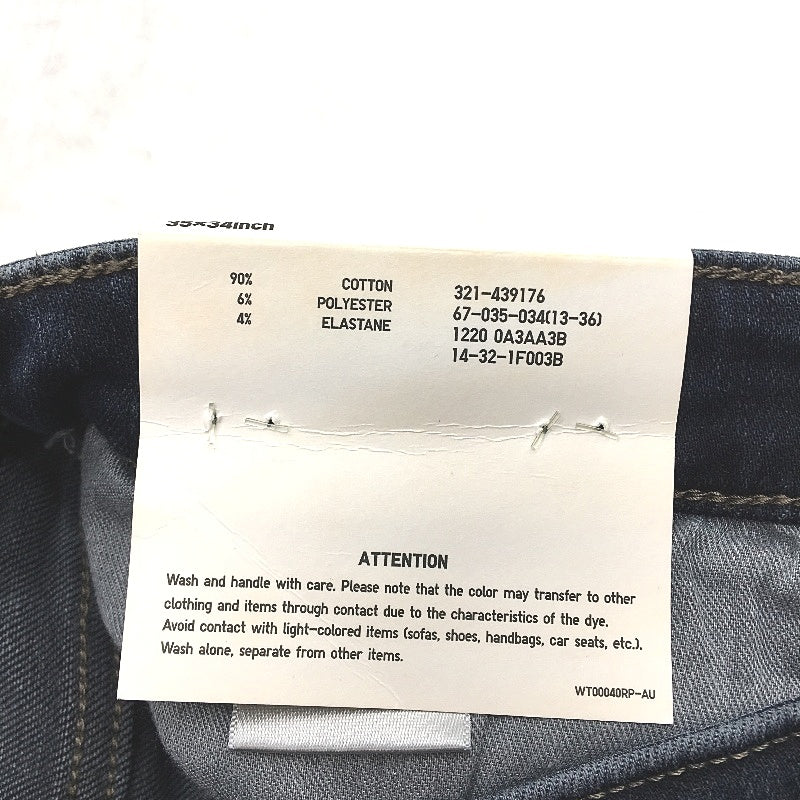 35×34inch
90% COTTON
6% POLYESTER
4% ELASTANE
321-439176
67-035-034(13-36)
1220 0A3AA3B
14-32-1F003B
ATTENTION
Wash and handle with care. Please note that the color may transfer to other
clothing and items through contact due to the characteristics of the dye.
Avoid contact with light-colored items (sofas, shoes, handbags, car seats, etc.).
Wash alone, separate from other items.
WT00040RP-AU